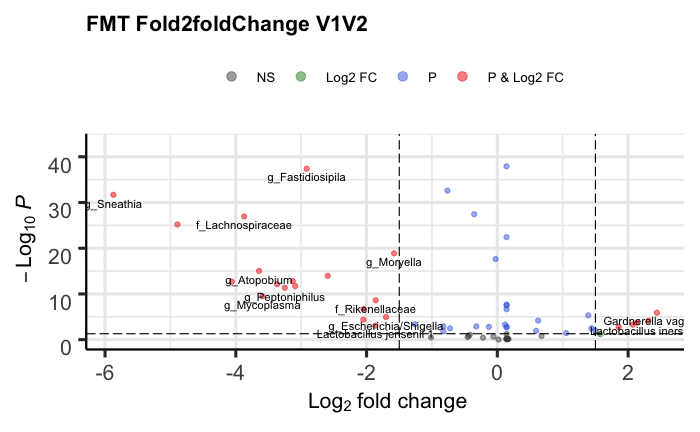 FMT Fold2foldChange V1V2
NS Log2 FC P P & Log2 FC
40
g_Fastidiosipila
30
g_Sneathia
f_Lachnospiraceae
20
g_Moryella
g_Atopobium
10
g_Peptoniphilus
g_Mycoplasma
f_Rikenellaceae
Gardnerella vag
g_Escherichia/Shigella
Lactobacillus iners
Lactobacillus jensenii
0
−Log10 P
-6 -4 -2 0 2
Log2 fold change